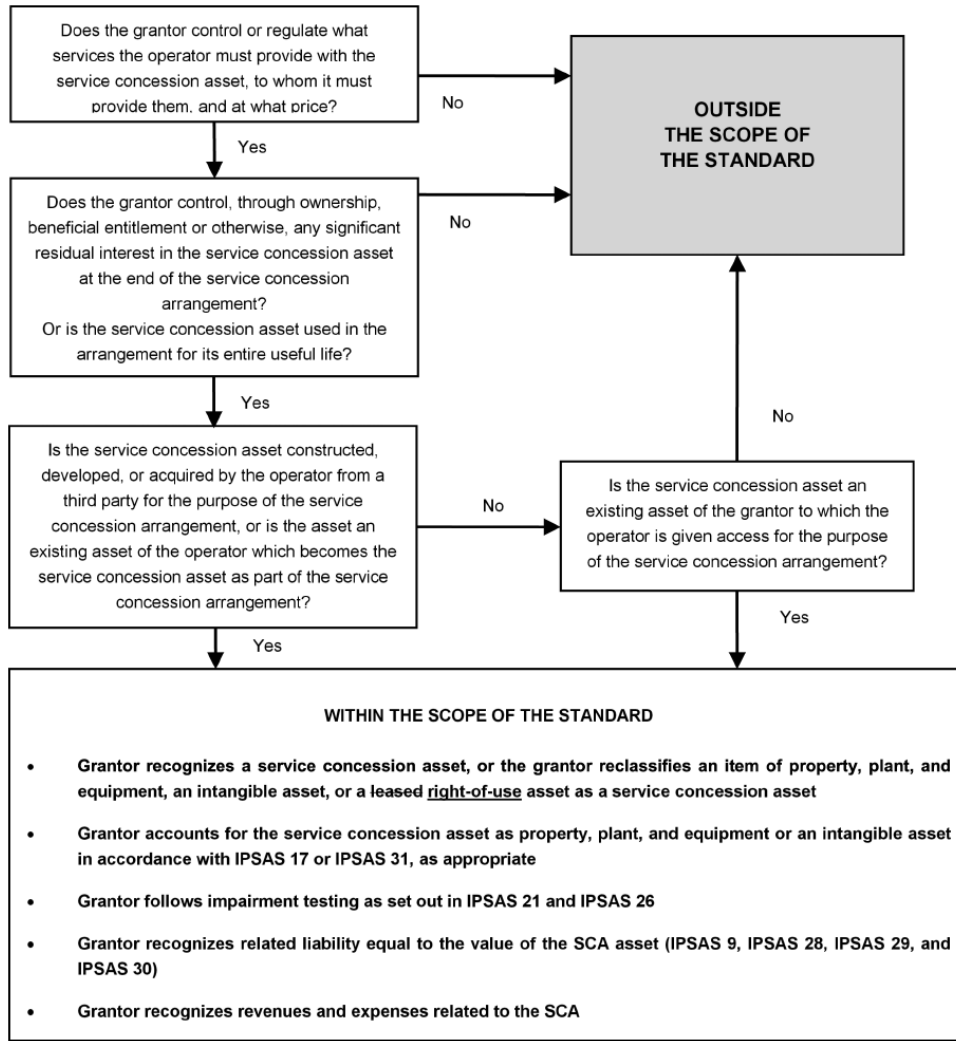 Does the grantor control or regulate what
services the operator must provide with the
service concession asset, to whom it must
provide them, and at what price?
No
Yes
OUTSIDE
THE SCOPE OF
THE STANDARD
Does the grantor control, through ownership,
beneficial entitlement or otherwise, any significant
residual interest in the service concession asset
at the end of the service concession
arrangement?
Or is the service concession asset used in the
arrangement for its entire useful life?
No
Yes
Is the service concession asset constructed,
developed, or acquired by the operator from a
third party for the purpose of the service
concession arrangement, or is the asset an
existing asset of the operator which becomes the
service concession asset as part of the service
concession arrangement?
No
Yes
Is the service concession asset an
existing asset of the grantor to which the
operator is given access for the purpose
of the service concession arrangement?
No
Yes
WITHIN THE SCOPE OF THE STANDARD
• Grantor recognizes a service concession asset, or the grantor reclassifies an item of property, plant, and
equipment, an intangible asset, or a leased right-of-use asset as a service concession asset
• Grantor accounts for the service concession asset as property, plant, and equipment or an intangible asset
in accordance with IPSAS 17 or IPSAS 31, as appropriate
• Grantor follows impairment testing as set out in IPSAS 21 and IPSAS 26
• Grantor recognizes related liability equal to the value of the SCA asset (IPSAS 9, IPSAS 28, IPSAS 29, and
IPSAS 30)
• Grantor recognizes revenues and expenses related to the SCA